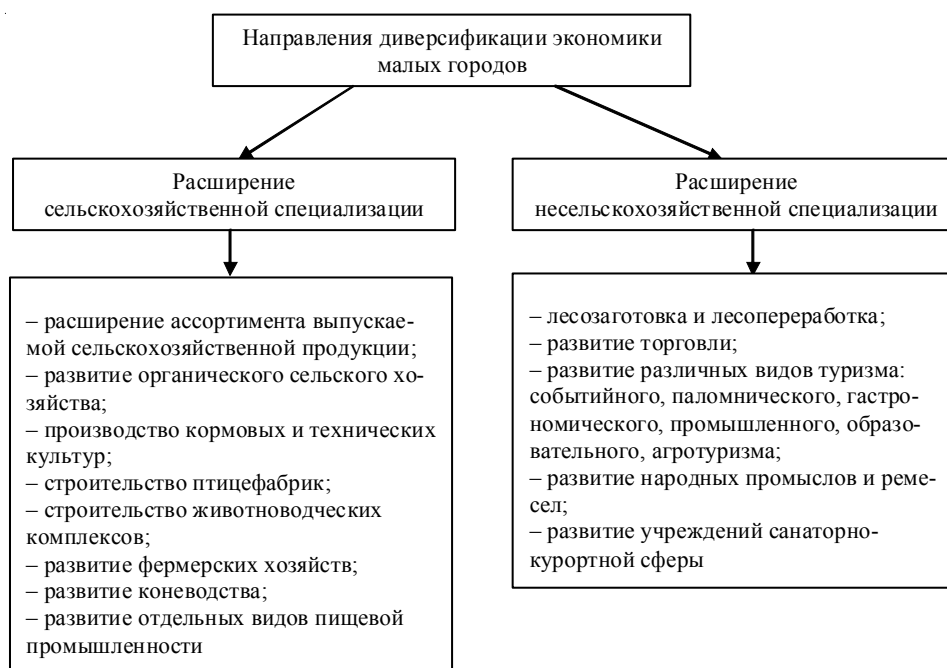 Направления диверсификации экономики
малых городов
Расширение
сельскохозяйственной специализации
Расширение
несельскохозяйственной специализации
– расширение ассортимента выпускае-
мой сельскохозяйственной продукции;
– развитие органического сельского хо-
зяйства;
– производство кормовых и технических
культур;
– строительство птицефабрик;
– строительство животноводческих
комплексов;
– развитие фермерских хозяйств;
– развитие коневодства;
– развитие отдельных видов пищевой
промышленности
– лесозаготовка и лесопереработка;
– развитие торговли;
– развитие различных видов туризма:
событийного, паломнического, гастро-
номического, промышленного, образо-
вательного, агротуризма;
– развитие народных промыслов и реме-
сел;
– развитие учреждений санаторно-
курортной сферы